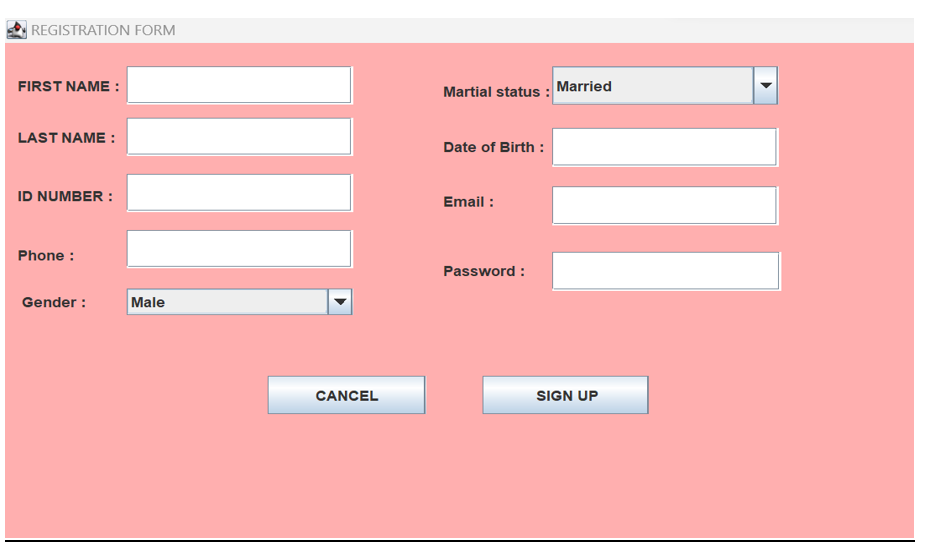 REGISTRATION FORM
FIRST NAME :
LAST NAME :
ID NUMBER :
Phone :
Gender : Male
Martial status : Married
Date of Birth :
Email :
Password :
CANCEL SIGN UP